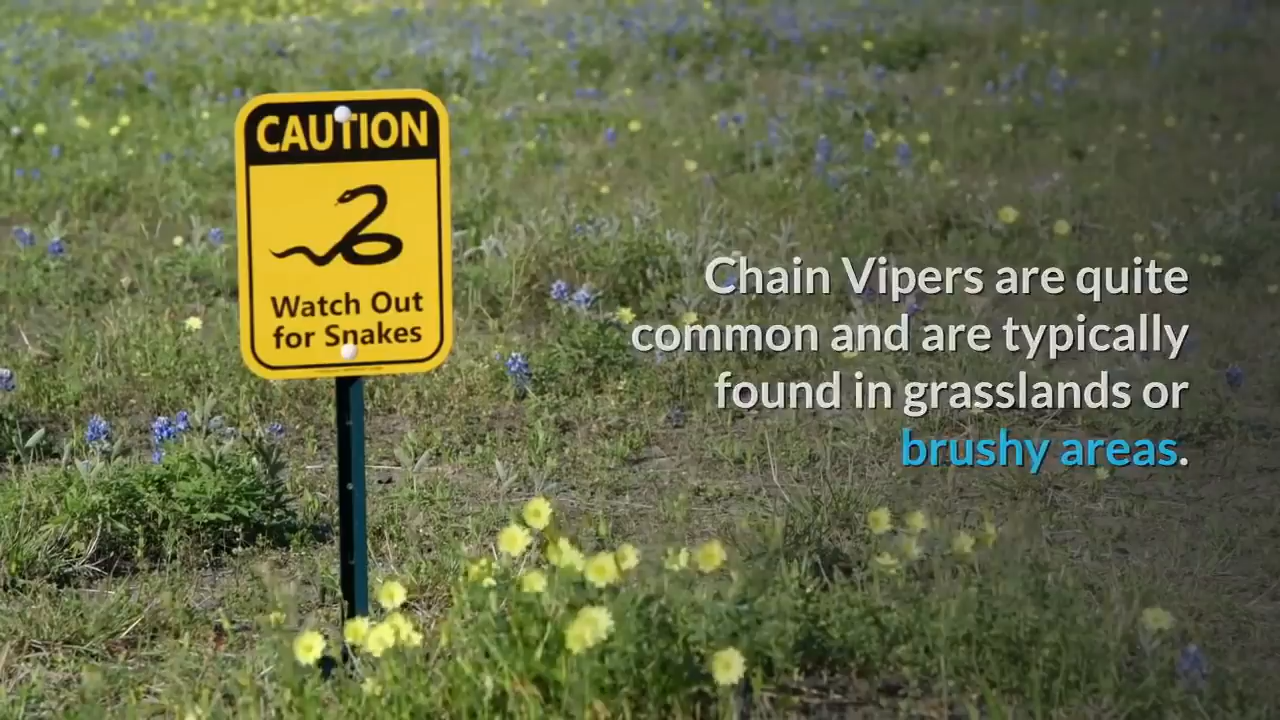 CAUTION
Watch Out
for Snakes
Chain Vipers are quite
common and are typically
found in grasslands or
brushy areas.